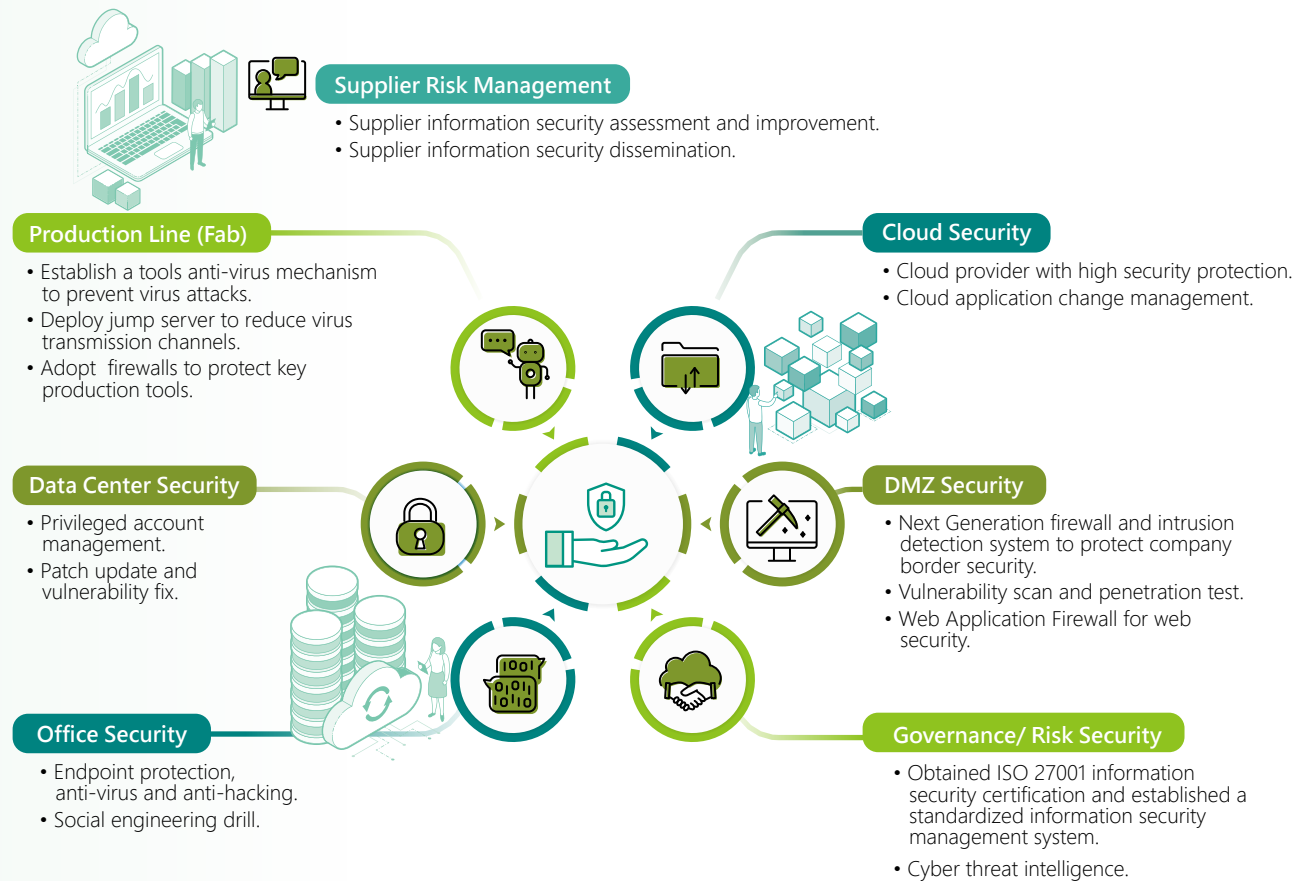 Supplier Risk Management
• Supplier information security assessment and improvement.
• Supplier information security dissemination.
Production Line (Fab)
• Establish a tools anti-virus mechanism
to prevent virus attacks.
• Deploy jump server to reduce virus
transmission channels.
• Adopt firewalls to protect key
production tools.
Cloud Security
• Cloud provider with high security protection.
• Cloud application change management.
Data Center Security
• Privileged account
management.
• Patch update and
vulnerability fix.
DMZ Security
• Next Generation firewall and intrusion
detection system to protect company
border security.
• Vulnerability scan and penetration test.
• Web Application Firewall for web
security.
1001
01011
0110
Office Security
• Endpoint protection,
anti-virus and anti-hacking.
• Social engineering drill.
Governance/ Risk Security
• Obtained ISO 27001 information
security certification and established a
standardized information security
management system.
• Cyber threat intelligence.